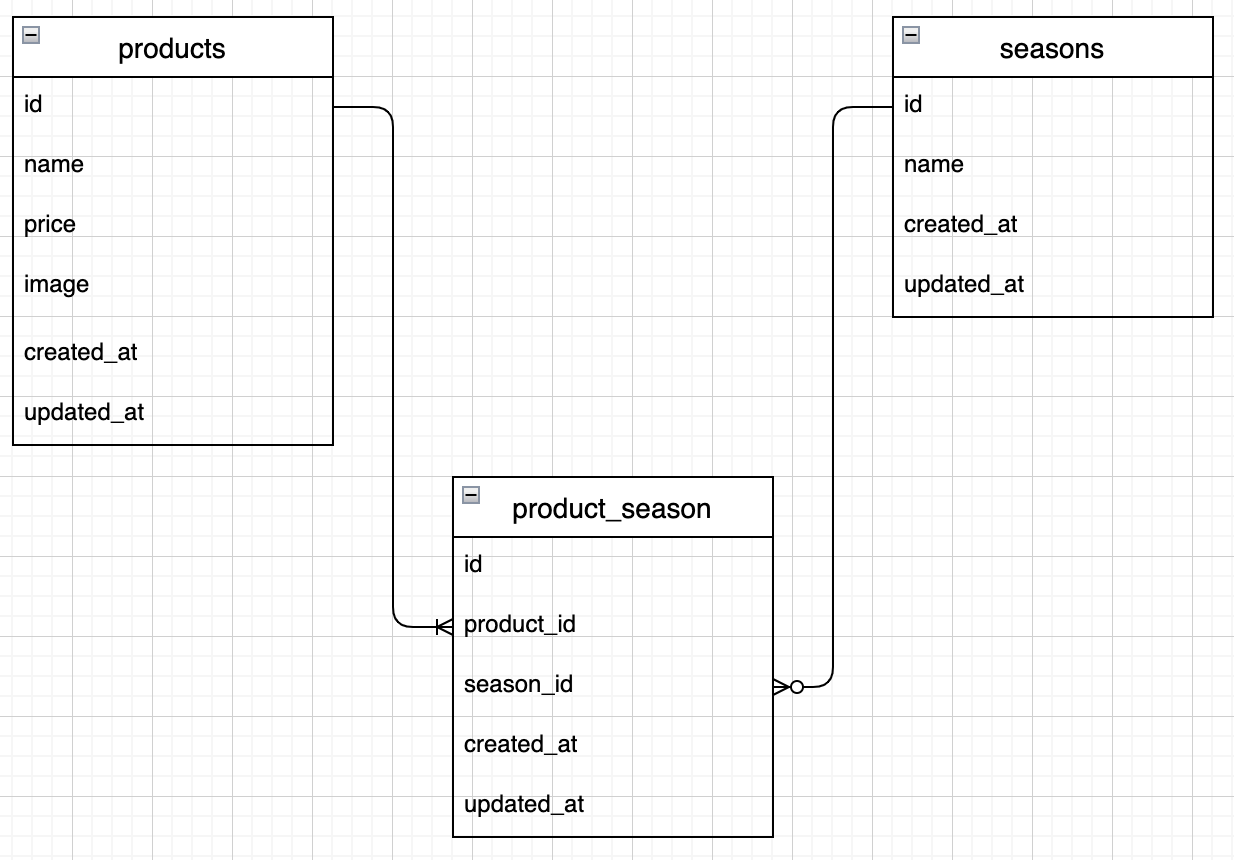 products
id
name
price
image
created_at
updated_at
seasons
id
name
created_at
updated_at
product_season
id
product_id
season_id
created_at
updated_at